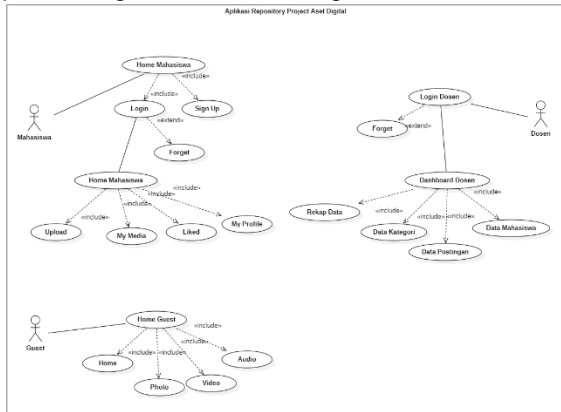 Aplikasi Repository Project Aset Digital
Home Mahasiswa
«include»
«include»
Login
Sign Up
Mahasiswa
«extend»
Forget
Home Mahasiswa
«include»
«include»
«include»
«include»
Upload
My Media
Liked
My Profile
Login Dosen
«extend»
Forget
Dosen
Dashboard Dosen
«include»
«include»
«include»
«include»
Rekap Data
Data Kategori
Data Postingan
Data Mahasiswa
Home Guest
Guest
«include»
«include»
«include»
«include»
Home
Photo
Video
Audio